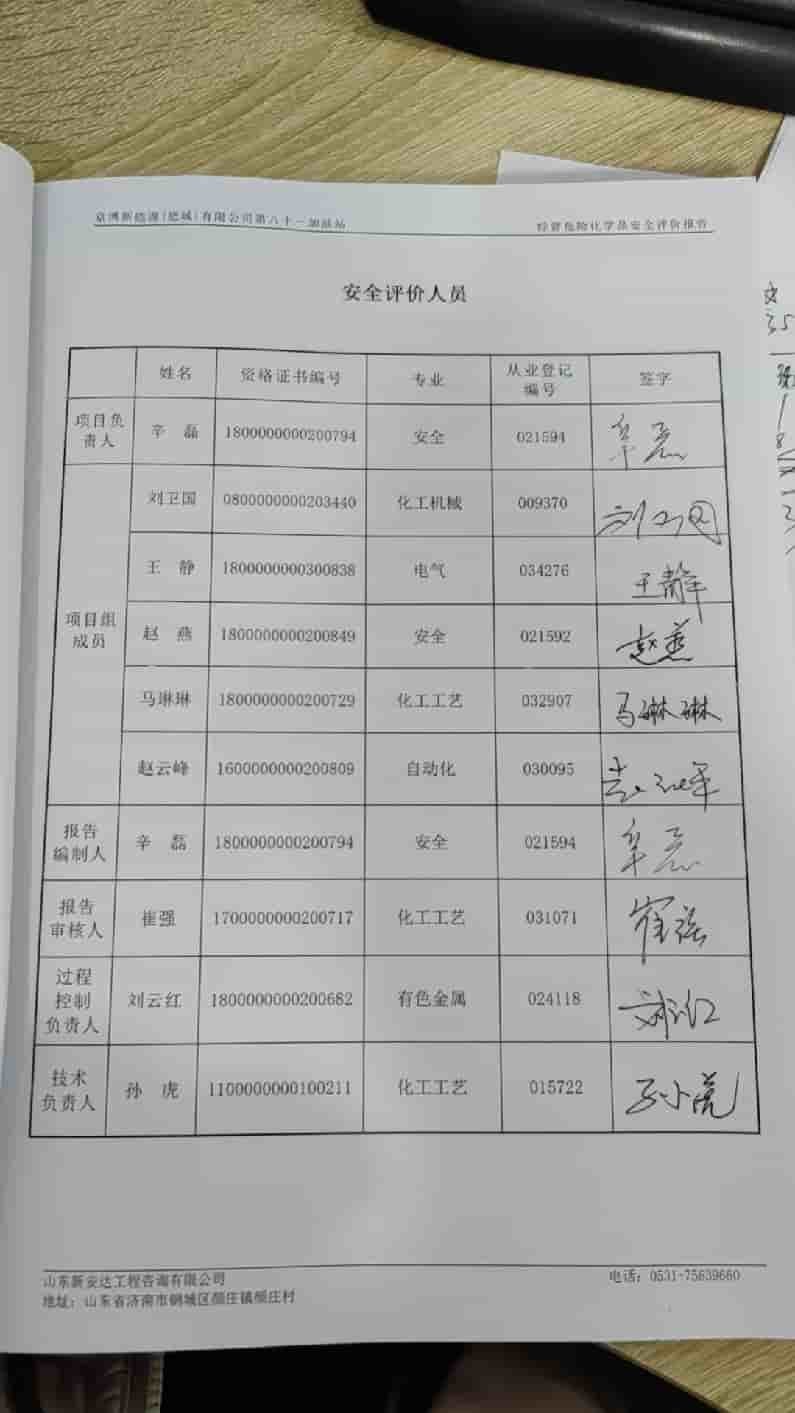 京博新能源(肥城)有限公司第八十一加油站 经营危险化学品安全评价报告
安全评价人员
姓名 资格证书编号 专业 从业登记编号 签字
项目负责人 辛 磊 1800000000200794 安全 021594 辛磊
项目组成员 刘卫国 0800000000203440 化工机械 009370 刘卫国
王 静 1800000000300838 电气 034276 王静
赵 燕 1800000000200849 安全 021592 赵燕
马琳琳 1800000000200729 化工工艺 032907 马琳琳
赵云峰 1600000000200809 自动化 030095 赵云峰
报告编制人 辛 磊 1800000000200794 安全 021594 辛磊
报告审核人 崔强 1700000000200717 化工工艺 031071 崔强
过程控制负责人 刘云红 1800000000200682 有色金属 024118 刘云红
技术负责人 孙 虎 1100000000100211 化工工艺 015722 孙小虎
山东新安达工程咨询有限公司 电话：0531-75639660
地址：山东省济南市钢城区颜庄镇颜庄村